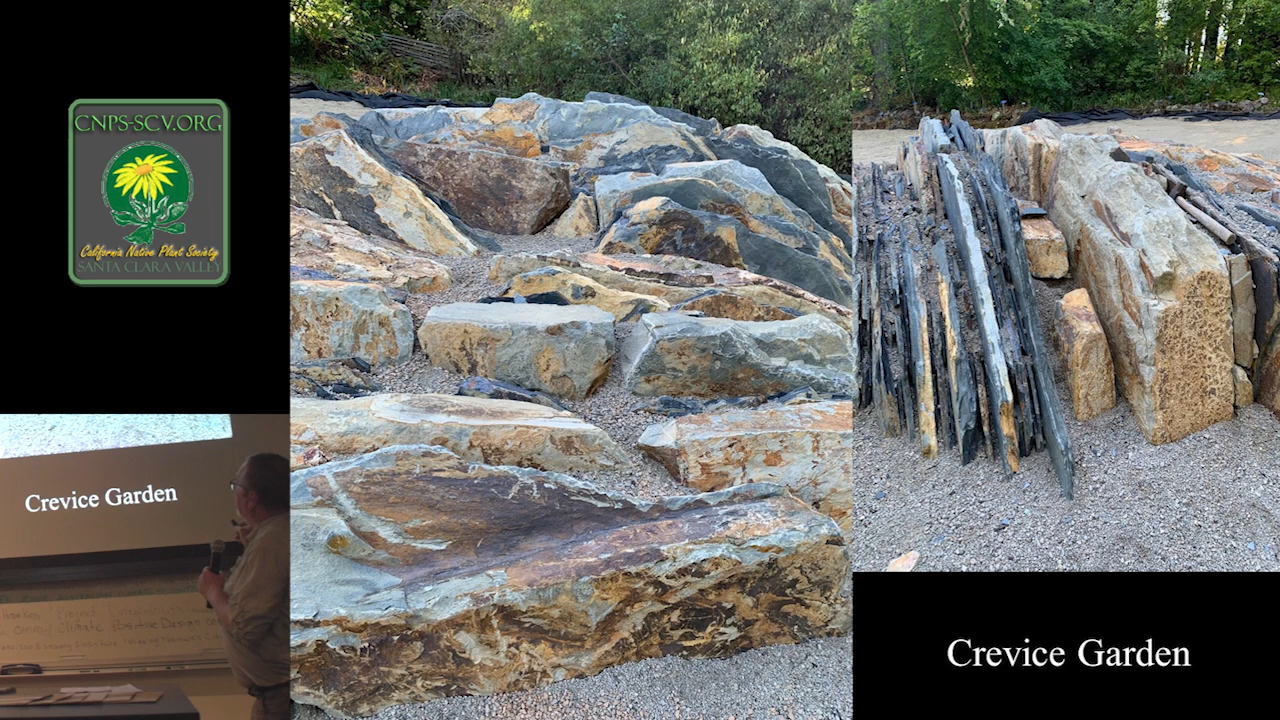 CNPS-SCV.ORG
California Native Plant Society
SANTA CLARA VALLEY
Crevice Garden
Crevice Garden